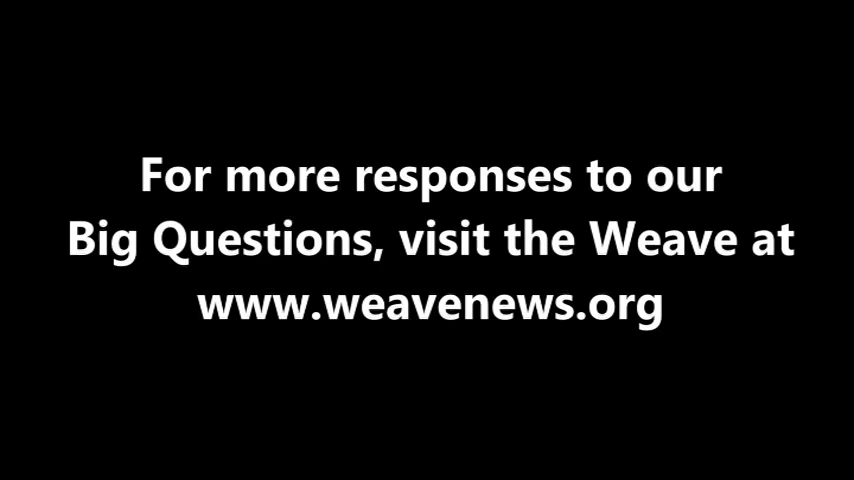 For more responses to our
Big Questions, visit the Weave at
www.weavenews.org